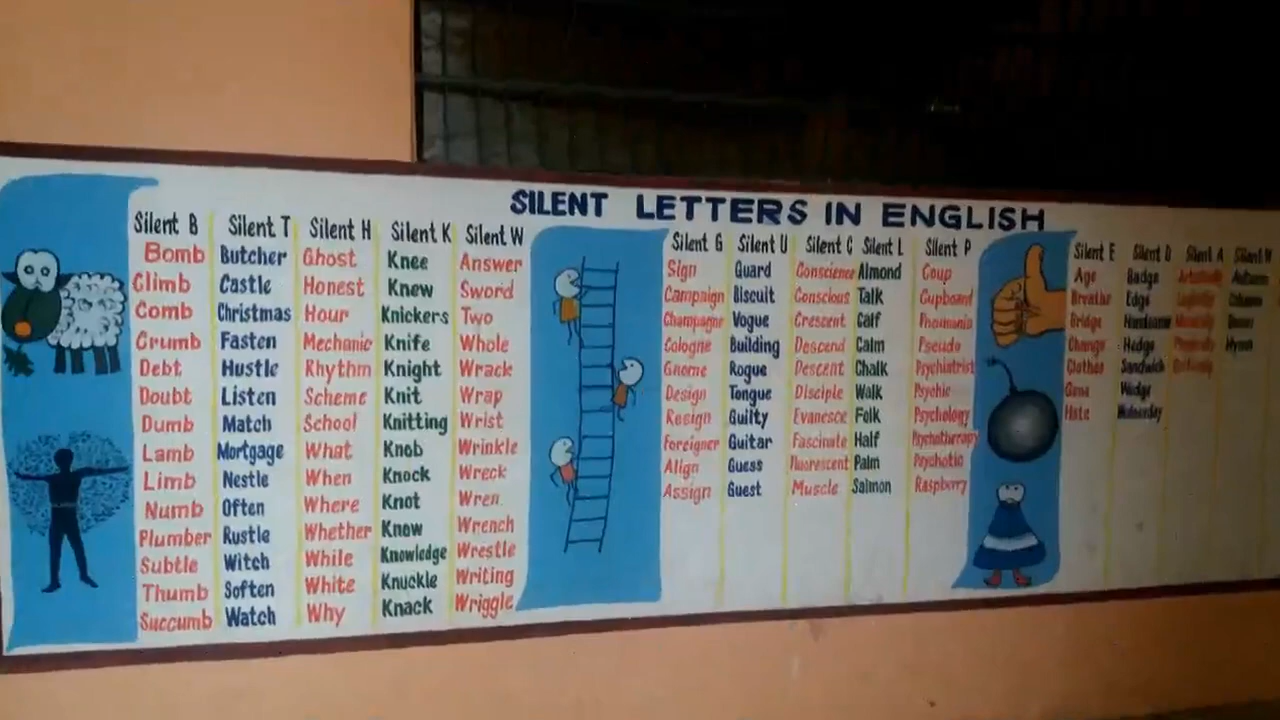 SILENT LETTERS IN ENGLISH
Silent B
Bomb
Climb
Comb
Crumb
Debt
Doubt
Dumb
Lamb
Limb
Numb
Plumber
Subtle
Thumb
Succumb
Silent T
Butcher
Castle
Christmas
Fasten
Hustle
Listen
Match
Mortgage
Nestle
Often
Rustle
Witch
Soften
Watch
Silent H
Ghost
Honest
Hour
Mechanic
Rhythm
Scheme
School
What
When
Where
Whether
While
White
Why
Silent K
Knee
Knew
Knickers
Knife
Knight
Knit
Knitting
Knob
Knock
Knot
Know
Knowledge
Knuckle
Knack
Silent W
Answer
Sword
Two
Whole
Wrack
Wrap
Wrist
Wrinkle
Wreck
Wren
Wrench
Wrestle
Writing
Wriggle
Silent G
Sign
Campaign
Champagne
Cologne
Gnome
Design
Resign
Foreigner
Align
Assign
Silent U
Guard
Biscuit
Vogue
Building
Rogue
Tongue
Guilty
Guitar
Guess
Guest
Silent C
Conscience
Conscious
Crescent
Descend
Descent
Disciple
Evanesce
Fascinate
Fluorescent
Muscle
Silent L
Almond
Talk
Calf
Calm
Chalk
Walk
Folk
Half
Palm
Salmon
Silent P
Coup
Cupboard
Pseudo
Psychiatrist
Psychic
Psychology
Psychotherapy
Psychotic
Raspberry
Silent E
Age
Breathe
Bridge
Change
Clothes
Hate
Silent D
Badge
Edge
Handsome
Hedge
Sandwich
Wedge
Wednesday
Silent A
Silent N
Autumn
Column
Hymn